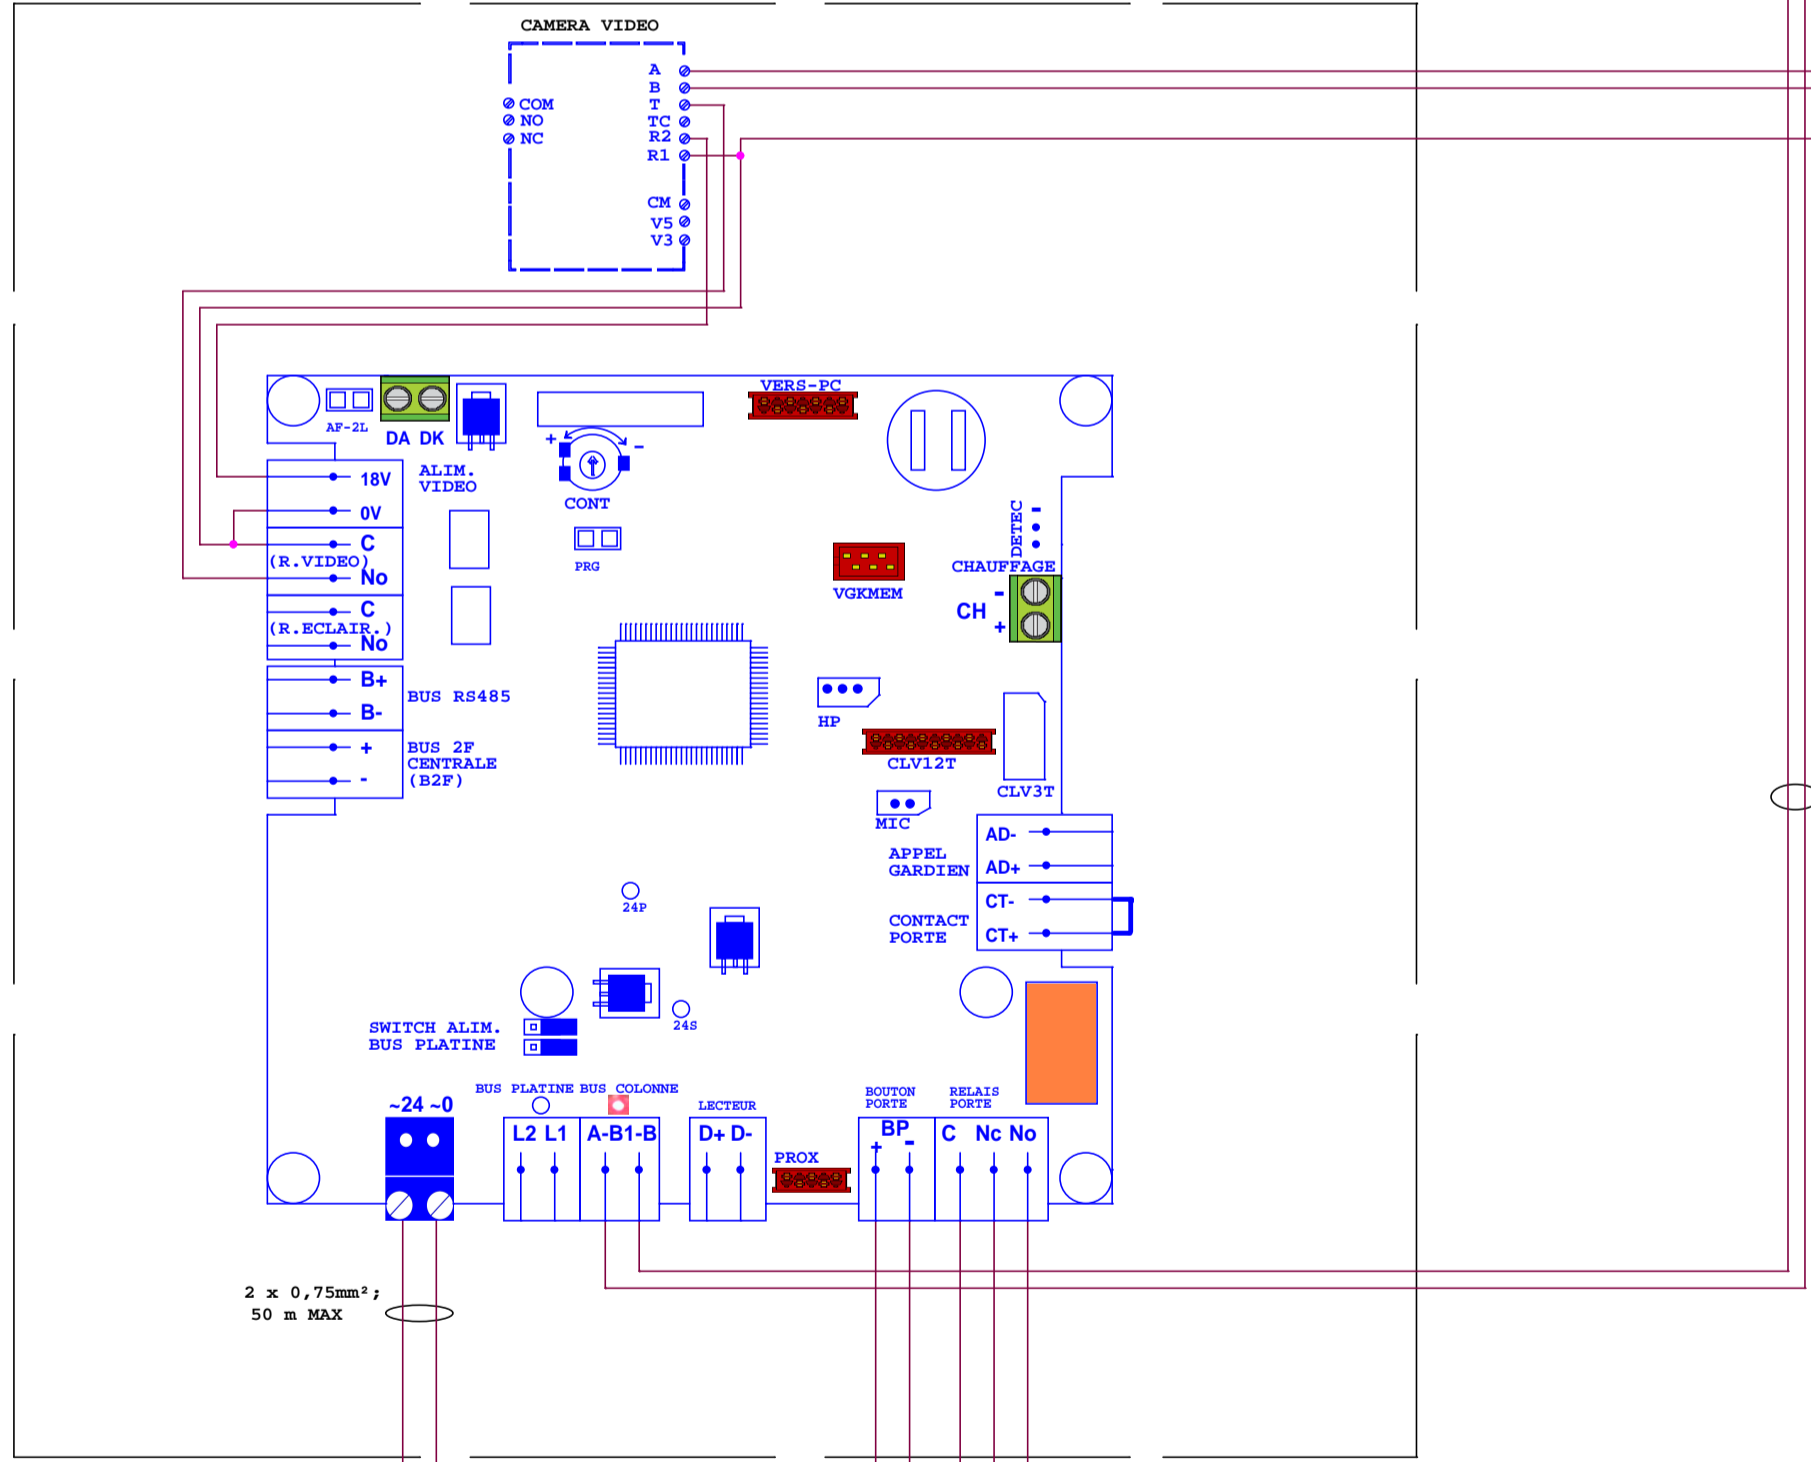 CAMERA VIDEO
A
B
COM
T
NO
TC
NC
R2
R1
CM
V5
V3
VERS-PC
AF-2L
DA DK
+
-
ALIM.
VIDEO
18V
CONT
0V
DETEC
-
C
(R.VIDEO)
No
PRG
CHAUFFAGE
VGKMEM
-
CH
+
C
(R.ECLAIR.)
No
B+
BUS RS485
B-
HP
+
BUS 2F
CENTRALE
(B2F)
-
CLV12T
CLV3T
MIC
AD-
APPEL
GARDIEN
AD+
24P
CT-
CONTACT
PORTE
CT+
SWITCH ALIM.
BUS PLATINE
24S
BUS PLATINE
BUS COLONNE
LECTEUR
BOUTON
PORTE
RELAIS
PORTE
~24 ~0
L2 L1
A-B1-B
D+ D-
BP
+ -
C Nc No
PROX
2 x 0,75mm²;
50 m MAX